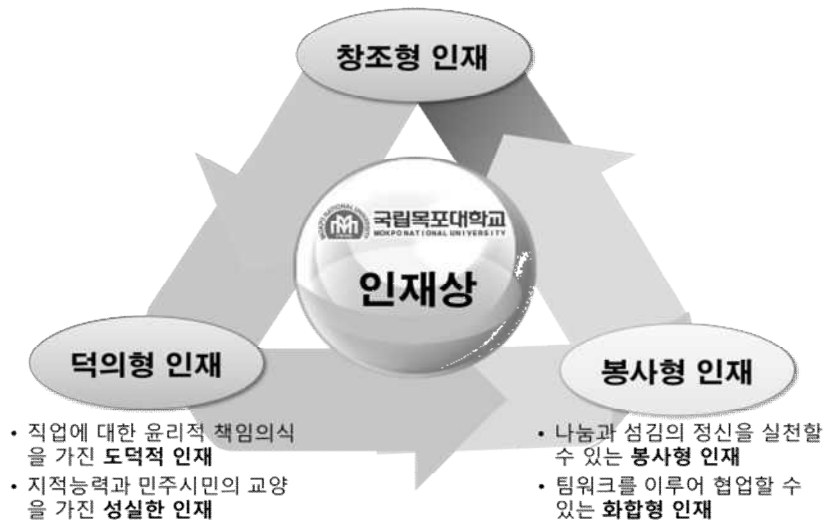 창조형 인재
MOKPO NATIONAL UNIVERSITY
국립목포대학교
MOKPO NATIONAL UNIVERSITY
인재상
덕의형 인재
• 직업에 대한 윤리적 책임의식
을 가진 도덕적 인재
• 지적능력과 민주시민의 교양
을 가진 성실한 인재
봉사형 인재
• 나눔과 섬김의 정신을 실천할
수 있는 봉사형 인재
• 팀워크를 이루어 협업할 수
있는 화합형 인재